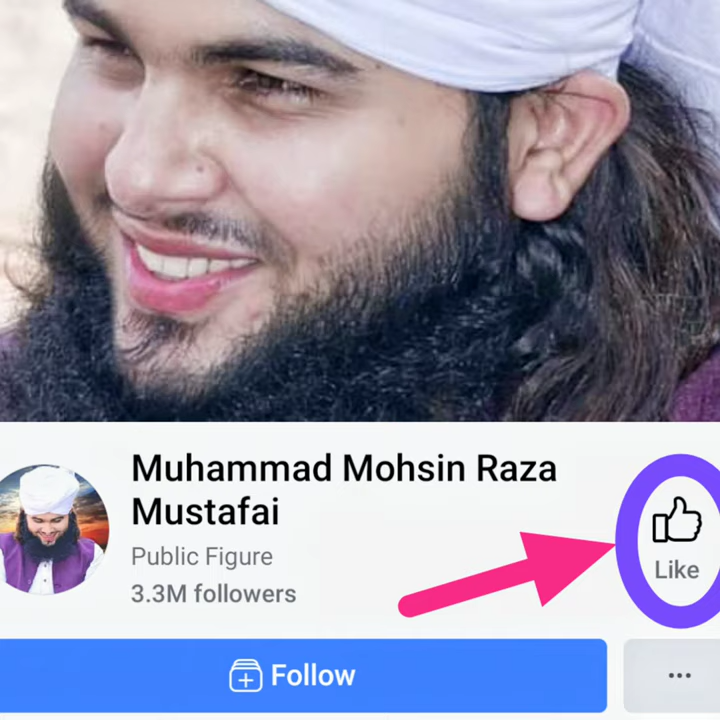 Muhammad Mohsin Raza
Mustafai
Public Figure
3.3M followers
Like
Follow